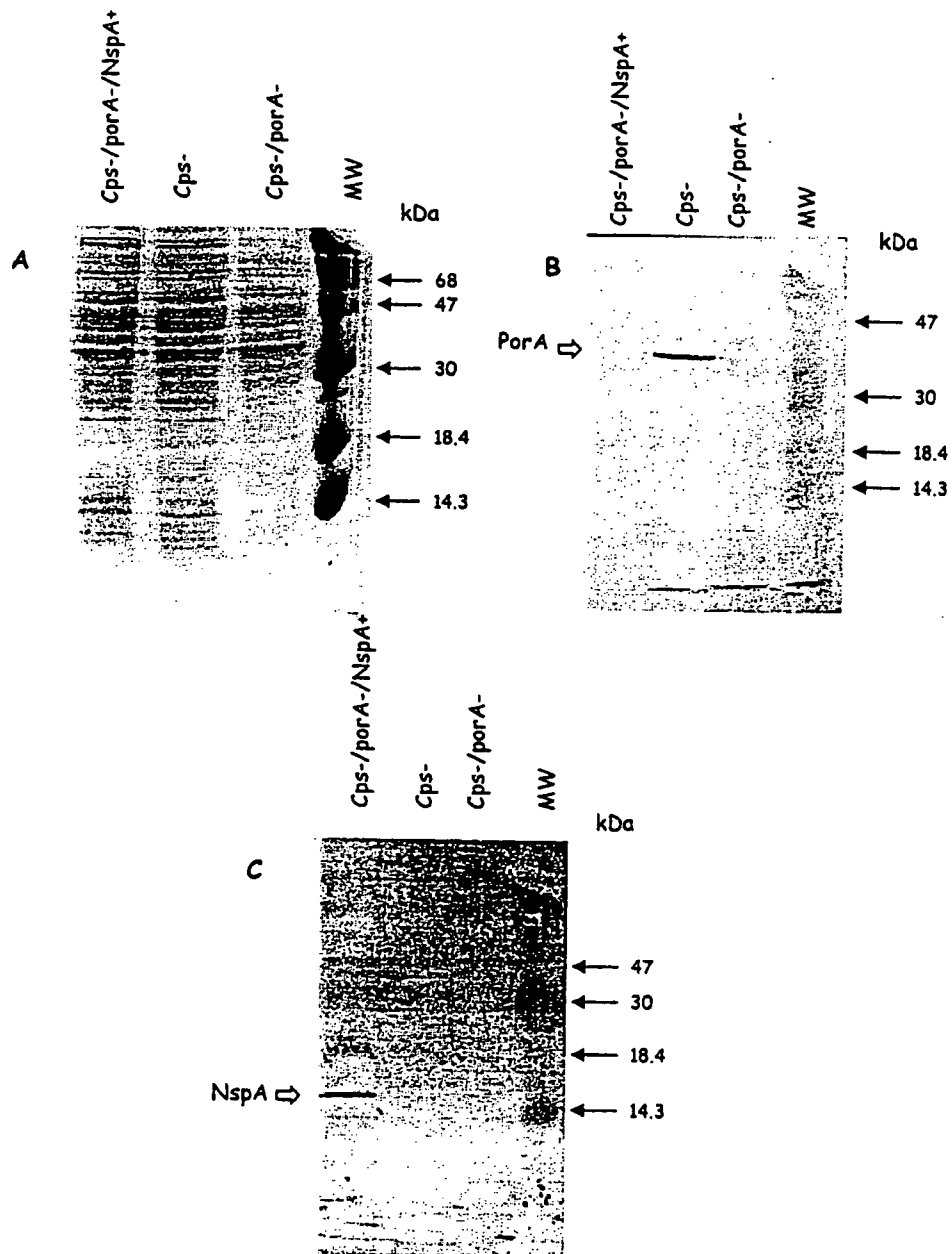 Cps-/porA-/NspA+
Cps-
Cps-/porA-
MW
kDa
A
68
47
30
18.4
14.3
Cps-/porA-/NspA+
Cps-
Cps-/porA-
MW
kDa
B
PorA
47
30
18.4
14.3
Cps-/porA-/NspA+
Cps-
Cps-/porA-
MW
kDa
C
47
30
18.4
NspA
14.3